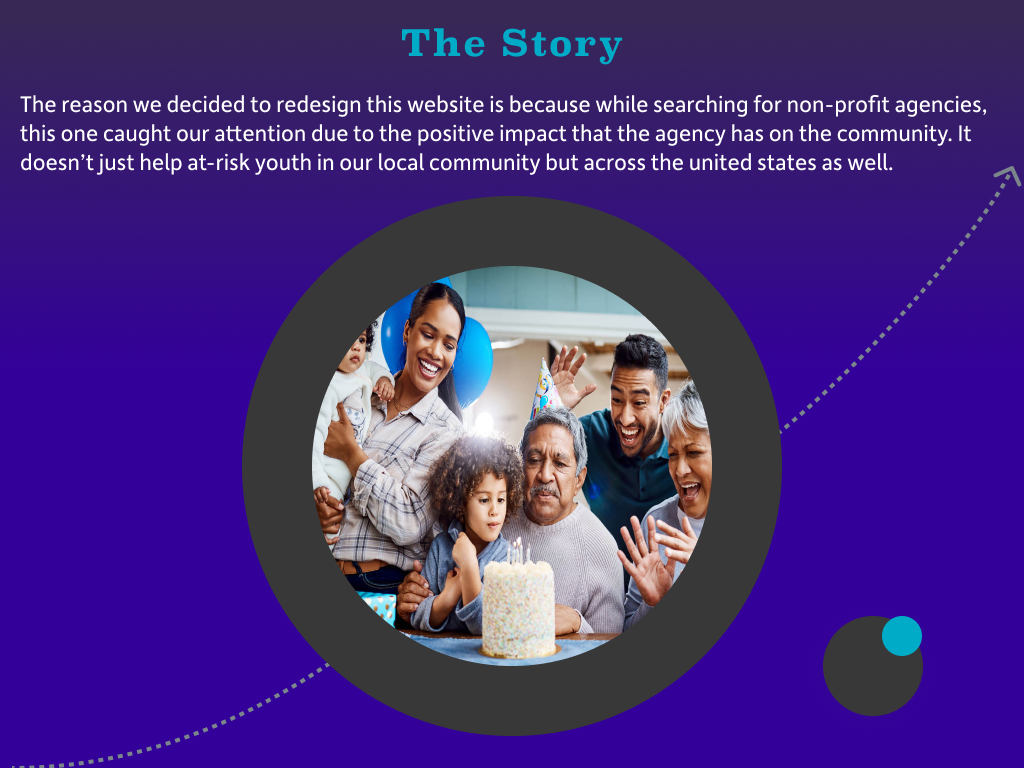 The Story
The reason we decided to redesign this website is because while searching for non-profit agencies,
this one caught our attention due to the positive impact that the agency has on the community. It
doesn’t just help at-risk youth in our local community but across the united states as well.